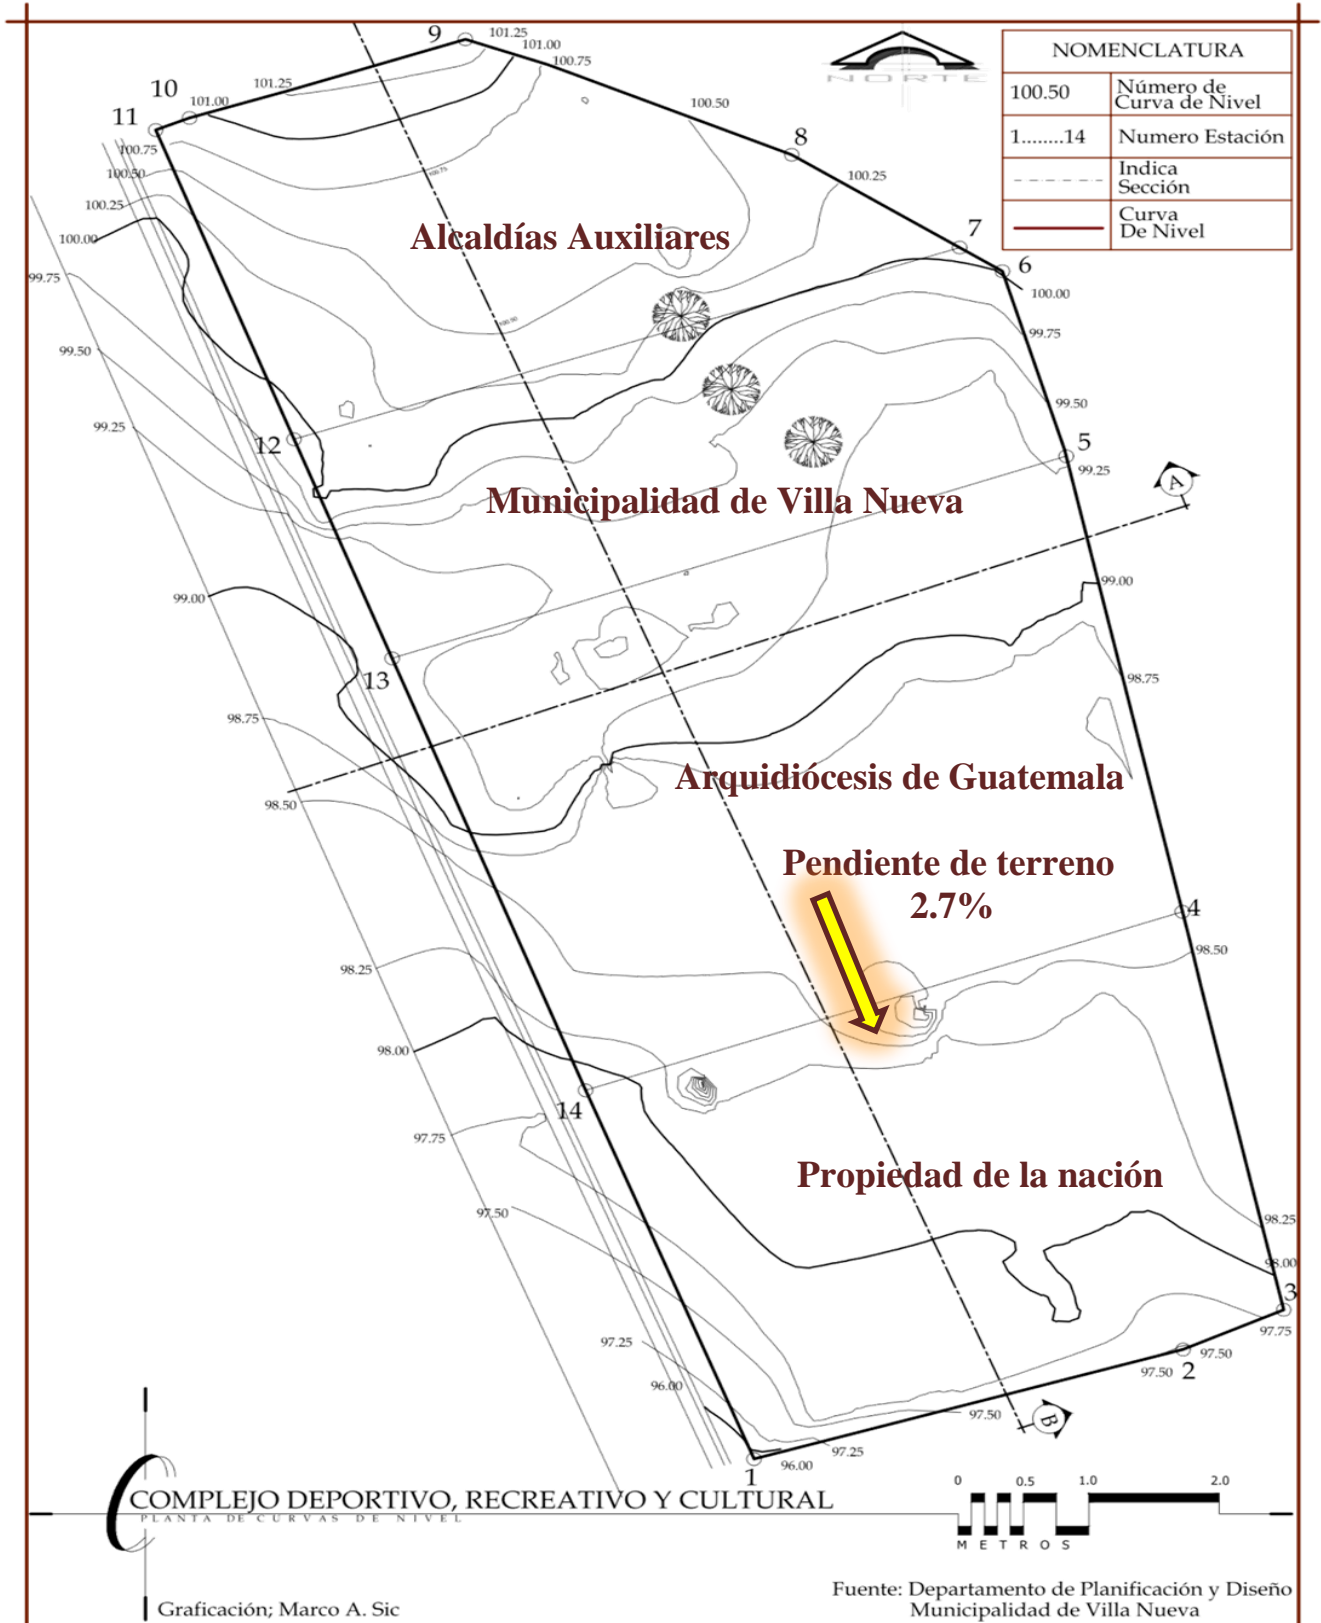 9
101.25
101.00
100.75
NORTE
NOMENCLATURA
100.50 Número de
Curva de Nivel
1........14 Numero Estación
Indica
Sección
Curva
De Nivel
10
101.25
101.00
11
100.50
8
100.75
100.75
100.50
100.25
100.25
100.00
Alcaldías Auxiliares
7
6
99.75
100.00
100.50
99.75
99.50
99.50
99.25
12
5
99.25
A
Municipalidad de Villa Nueva
99.00
99.00
13
98.75
98.75
98.50
Arquidiócesis de Guatemala
Pendiente de terreno
2.7%
4
98.50
98.25
98.00
14
97.75
Propiedad de la nación
97.50
98.25
98.00
3
97.25
97.75
97.50
97.50 2
96.00
97.50
B
97.25
1
96.00
COMPLEJO DEPORTIVO, RECREATIVO Y CULTURAL
PLANTA DE CURVAS DE NIVEL
0 0.5 1.0 2.0
METROS
Graficación; Marco A. Sic
Fuente: Departamento de Planificación y Diseño
Municipalidad de Villa Nueva